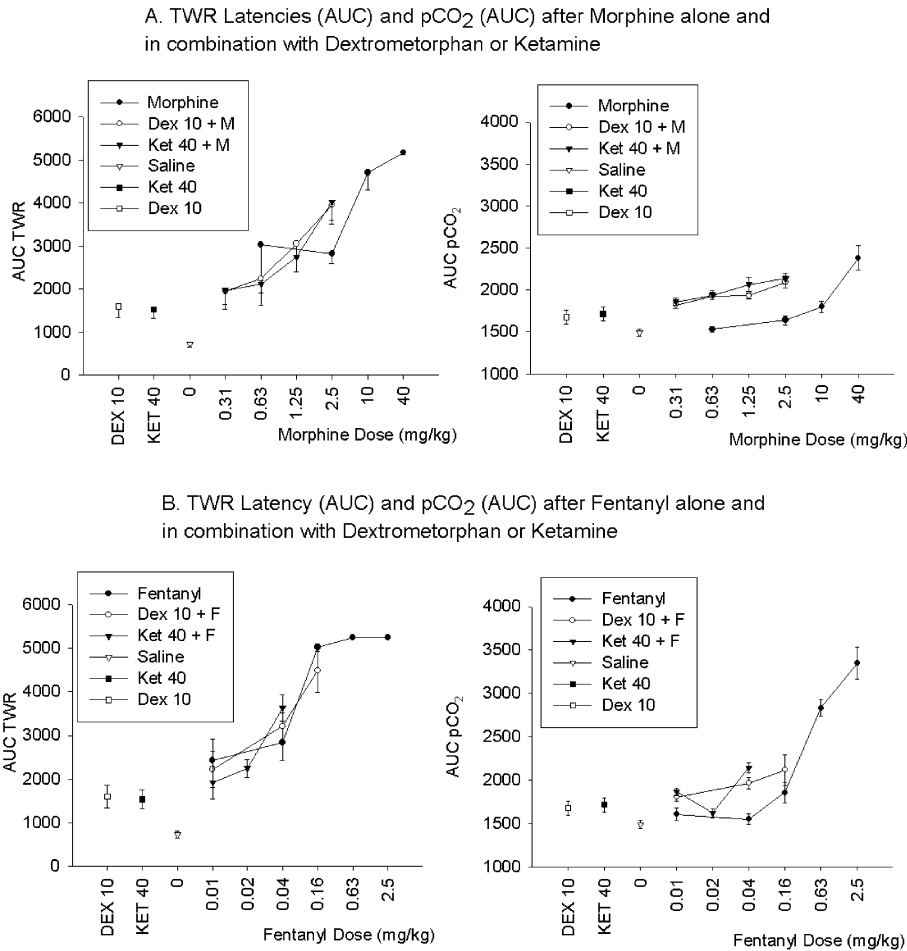 A. TWR Latencies (AUC) and pCO2 (AUC) after Morphine alone and
in combination with Dextrometorphan or Ketamine
Morphine
Dex 10 + M
Ket 40 + M
Saline
Ket 40
Dex 10
AUC TWR
6000
5000
4000
3000
2000
1000
0
DEX 10
KET 40
0
0.31
0.63
1.25
2.5
10
40
Morphine Dose (mg/kg)
Morphine
Dex 10 + M
Ket 40 + M
Saline
Ket 40
Dex 10
AUC pCO2
4000
3500
3000
2500
2000
1500
1000
DEX 10
KET 40
0
0.31
0.63
1.25
2.5
10
40
Morphine Dose (mg/kg)
B. TWR Latency (AUC) and pCO2 (AUC) after Fentanyl alone and
in combination with Dextrometorphan or Ketamine
Fentanyl
Dex 10 + F
Ket 40 + F
Saline
Ket 40
Dex 10
AUC TWR
6000
5000
4000
3000
2000
1000
0
DEX 10
KET 40
0
0.01
0.02
0.04
0.16
0.63
2.5
Fentanyl Dose (mg/kg)
Fentanyl
Dex 10 + F
Ket 40 + F
Saline
Ket 40
Dex 10
AUC pCO2
4000
3500
3000
2500
2000
1500
1000
DEX 10
KET 40
0
0.01
0.02
0.04
0.16
0.63
2.5
Fentanyl Dose (mg/kg)